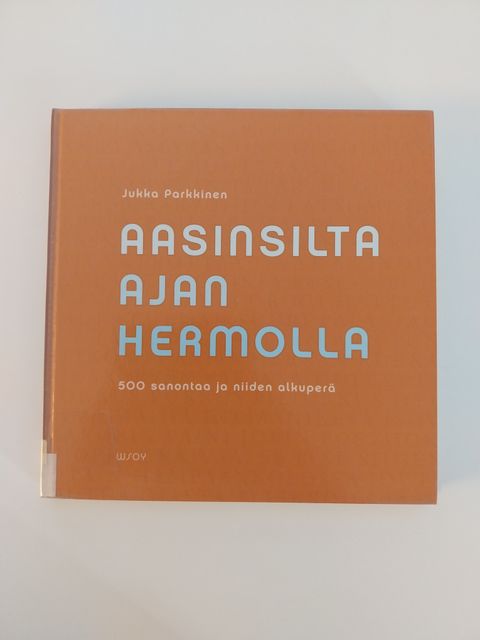 Jukka Parkkinen
AASINSILTA
AJAN
HERMOLLA
500 sanontaa ja niiden alkuperä
WSOY